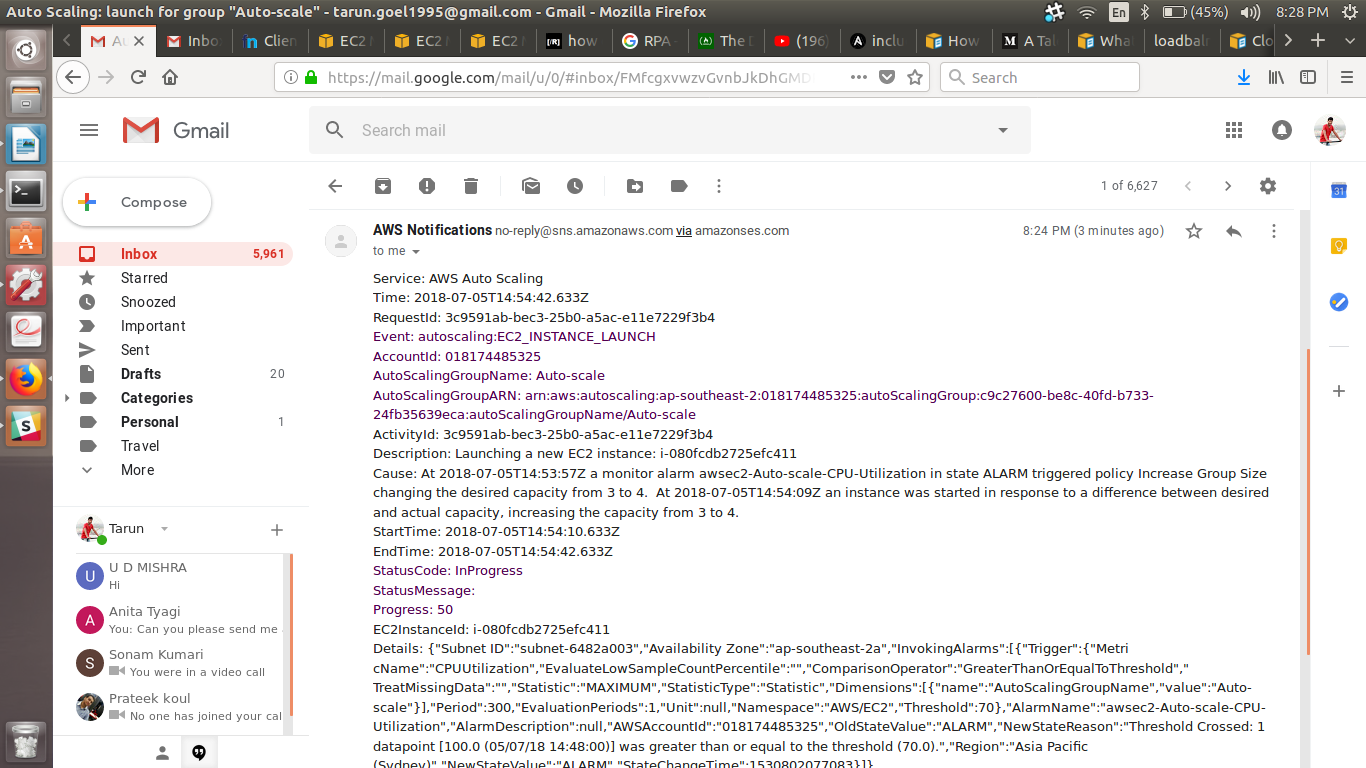 Auto Scaling: launch for group "Auto-scale" - tarun.goel1995@gmail.com - Gmail - Mozilla Firefox
En (45%) 8:28 PM
Inbo
Clien
EC2
EC2
EC2
[R] how
RPA
The D
(196)
inclu
How
M A Tal
What
loadbaln
Clo
https://mail.google.com/mail/u/0/#inbox/FMfcgxvwzvGvnbJkDhGMD
Search
Gmail
Search mail
Compose
1 of 6,627
Inbox 5,961
Starred
Snoozed
Important
Sent
Drafts 20
Categories
Personal 1
Travel
More
Tarun
U D MISHRA
Hi
Anita Tyagi
You: Can you please send me
Sonam Kumari
You were in a video call
Prateek koul
No one has joined your cal
AWS Notifications no-reply@sns.amazonaws.com via amazonses.com
8:24 PM (3 minutes ago)
to me
Service: AWS Auto Scaling
Time: 2018-07-05T14:54:42.633Z
RequestId: 3c9591ab-bec3-25b0-a5ac-e11e7229f3b4
Event: autoscaling:EC2_INSTANCE_LAUNCH
AccountId: 018174485325
AutoScalingGroupName: Auto-scale
AutoScalingGroupARN: arn:aws:autoscaling:ap-southeast-2:018174485325:autoScalingGroup:c9c27600-be8c-40fd-b733-
24fb35639eca:autoScalingGroupName/Auto-scale
ActivityId: 3c9591ab-bec3-25b0-a5ac-e11e7229f3b4
Description: Launching a new EC2 instance: i-080fcdb2725efc411
Cause: At 2018-07-05T14:53:57Z a monitor alarm awsec2-Auto-scale-CPU-Utilization in state ALARM triggered policy Increase Group Size
changing the desired capacity from 3 to 4.  At 2018-07-05T14:54:09Z an instance was started in response to a difference between desired
and actual capacity, increasing the capacity from 3 to 4.
StartTime: 2018-07-05T14:54:10.633Z
EndTime: 2018-07-05T14:54:42.633Z
StatusCode: InProgress
StatusMessage:
Progress: 50
EC2InstanceId: i-080fcdb2725efc411
Details: {"Subnet ID":"subnet-6482a003","Availability Zone":"ap-southeast-2a","InvokingAlarms":[{"Trigger":{"Metri
cName":"CPUUtilization","EvaluateLowSampleCountPercentile":"","ComparisonOperator":"GreaterThanOrEqualToThreshold","
TreatMissingData":"","Statistic":"MAXIMUM","StatisticType":"Statistic","Dimensions":[{"name":"AutoScalingGroupName","value":"Auto-
scale"}],"Period":300,"EvaluationPeriods":1,"Unit":null,"Namespace":"AWS/EC2","Threshold":70},"AlarmName":"awsec2-Auto-scale-CPU-
Utilization","AlarmDescription":null,"AWSAccountId":"018174485325","OldStateValue":"ALARM","NewStateReason":"Threshold Crossed: 1
datapoint [100.0 (05/07/18 14:48:00)] was greater than or equal to the threshold (70.0).","Region":"Asia Pacific
(Sydney)","NewStateValue":"ALARM","StateChangeTime":1530802077083}]}